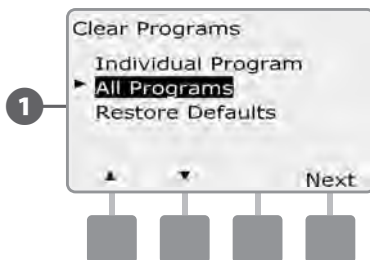 Clear Programs
Individual Program
All Programs
1
Restore Defaults
Next